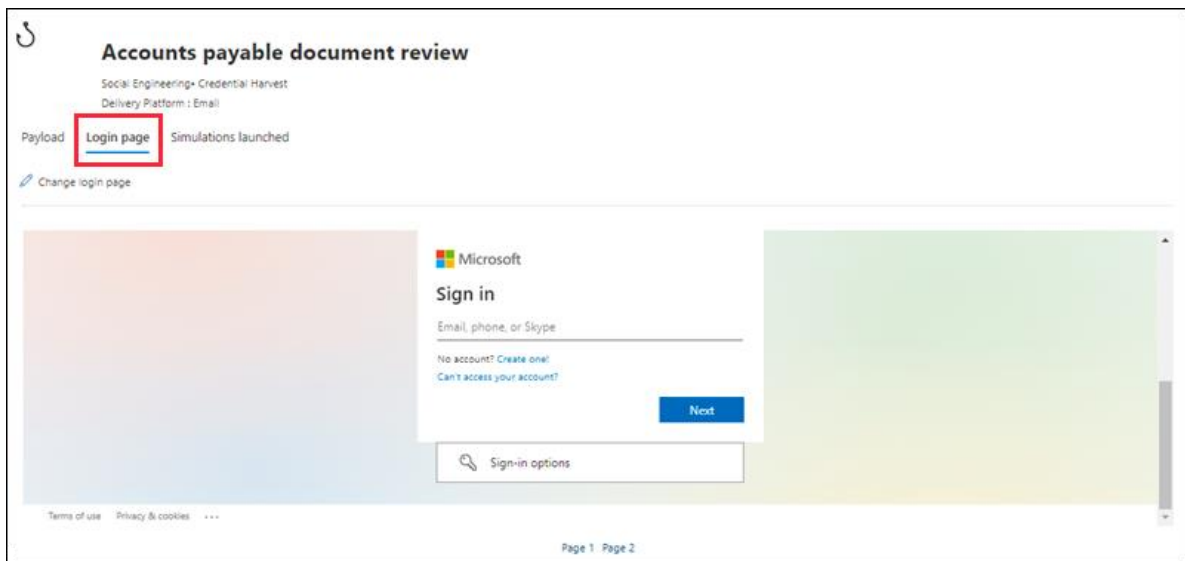 Accounts payable document review
Social Engineering• Credential Harvest
Delivery Platform : Email
Payload Login page Simulations launched
Change login page
Microsoft
Sign in
Email, phone, or Skype
No account? Create one!
Can't access your account?
Next
Sign-in options
Terms of use Privacy & cookies ...
Page 1 Page 2